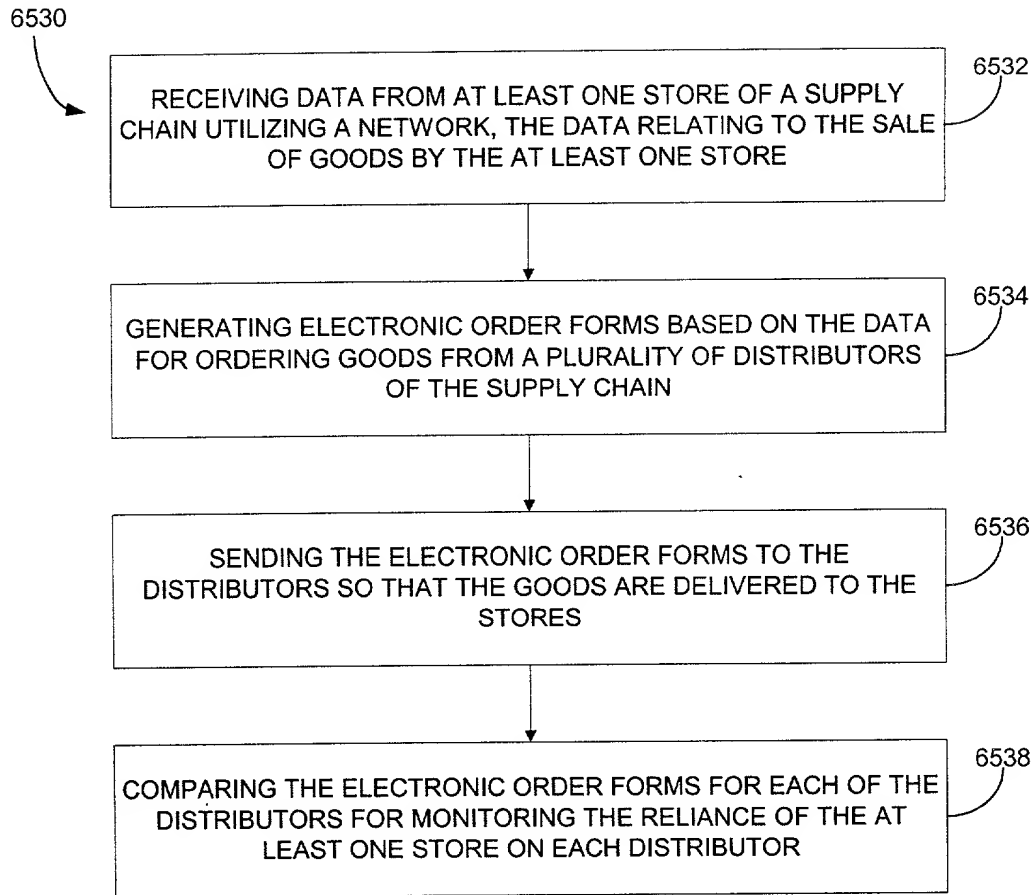 6530
6532
RECEIVING DATA FROM AT LEAST ONE STORE OF A SUPPLY
CHAIN UTILIZING A NETWORK, THE DATA RELATING TO THE SALE
OF GOODS BY THE AT LEAST ONE STORE
6534
GENERATING ELECTRONIC ORDER FORMS BASED ON THE DATA
FOR ORDERING GOODS FROM A PLURALITY OF DISTRIBUTORS
OF THE SUPPLY CHAIN
6536
SENDING THE ELECTRONIC ORDER FORMS TO THE
DISTRIBUTORS SO THAT THE GOODS ARE DELIVERED TO THE
STORES
6538
COMPARING THE ELECTRONIC ORDER FORMS FOR EACH OF THE
DISTRIBUTORS FOR MONITORING THE RELIANCE OF THE AT
LEAST ONE STORE ON EACH DISTRIBUTOR